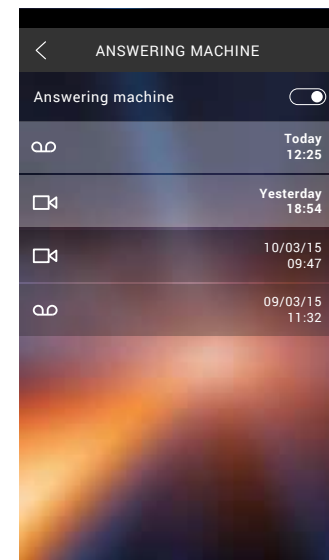 ANSWERING MACHINE
Answering machine
Today
12:25
Yesterday
18:54
10/03/15
09:47
09/03/15
11:32